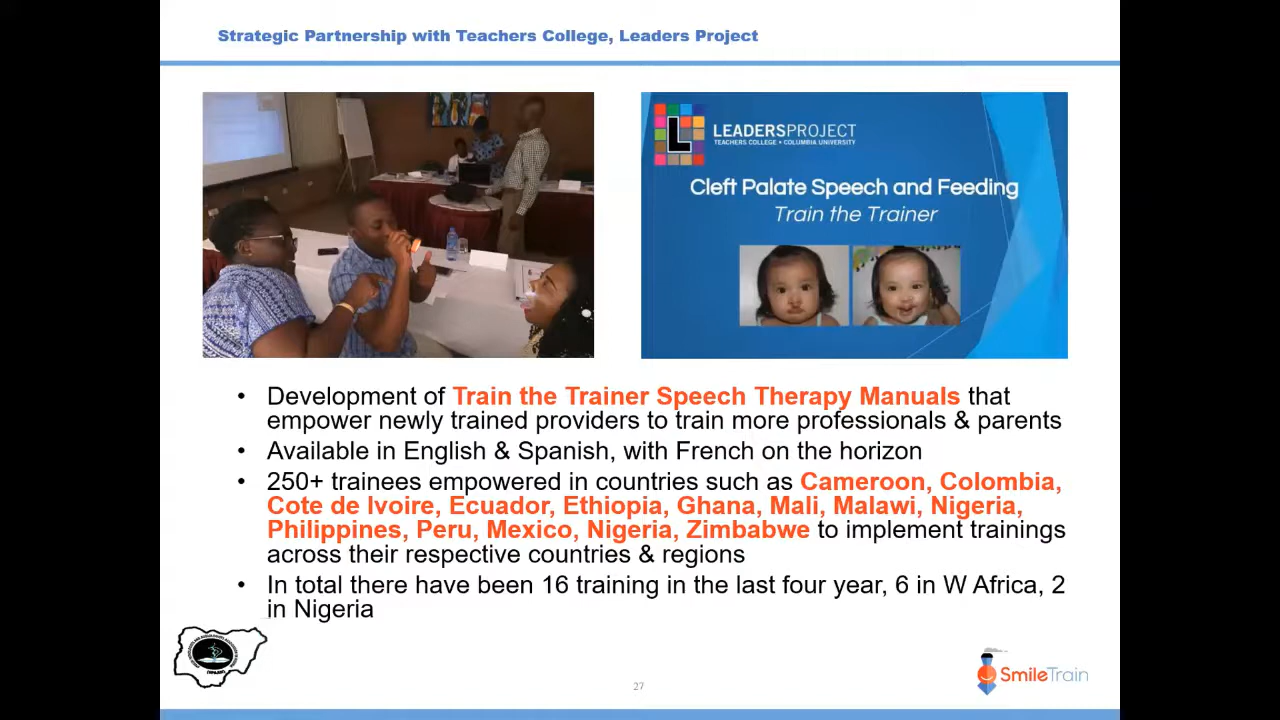 Strategic Partnership with Teachers College, Leaders Project
L
LEADERSPROJECT
TEACHERS COLLEGE • COLUMBIA UNIVERSITY
Cleft Palate Speech and Feeding
Train the Trainer
• Development of Train the Trainer Speech Therapy Manuals that
empower newly trained providers to train more professionals & parents
• Available in English & Spanish, with French on the horizon
• 250+ trainees empowered in countries such as Cameroon, Colombia,
Cote de Ivoire, Ecuador, Ethiopia, Ghana, Mali, Malawi, Nigeria,
Philippines, Peru, Mexico, Nigeria, Zimbabwe to implement trainings
across their respective countries & regions
• In total there have been 16 training in the last four year, 6 in W Africa, 2
in Nigeria
27
SmileTrain